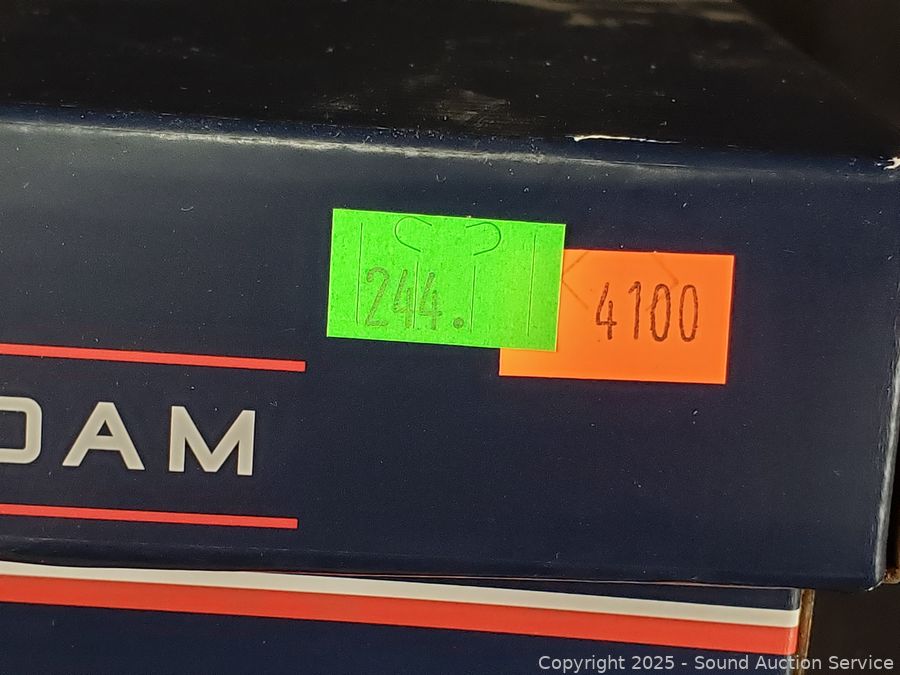 244.
4100
DAM
Copyright 2025 - Sound Auction Service